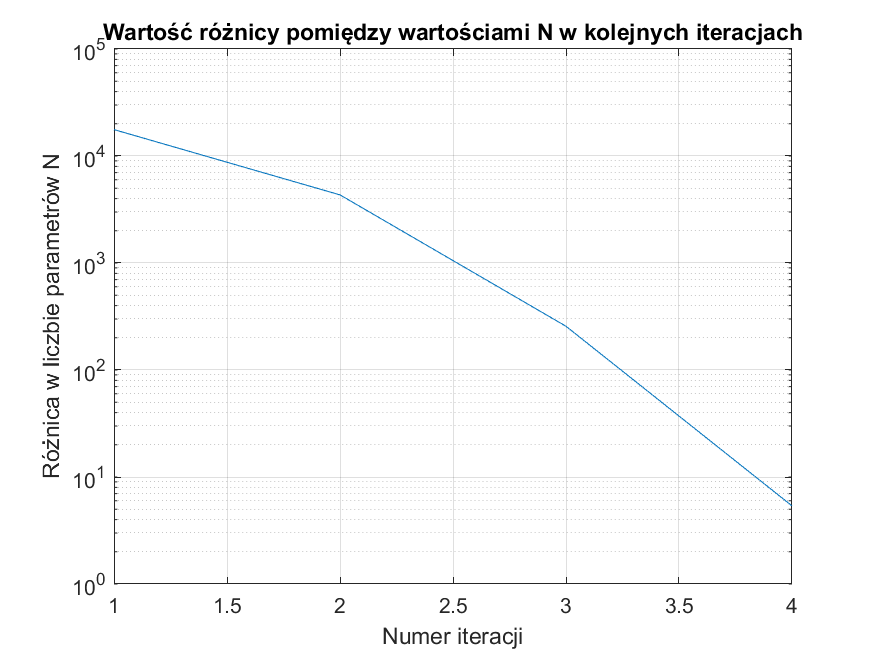 Wartość różnicy pomiędzy wartościami N w kolejnych iteracjach
10^5
10^4
10^3
10^2
10^1
10^0
Różnica w liczbie parametrów N
1 1.5 2 2.5 3 3.5 4
Numer iteracji